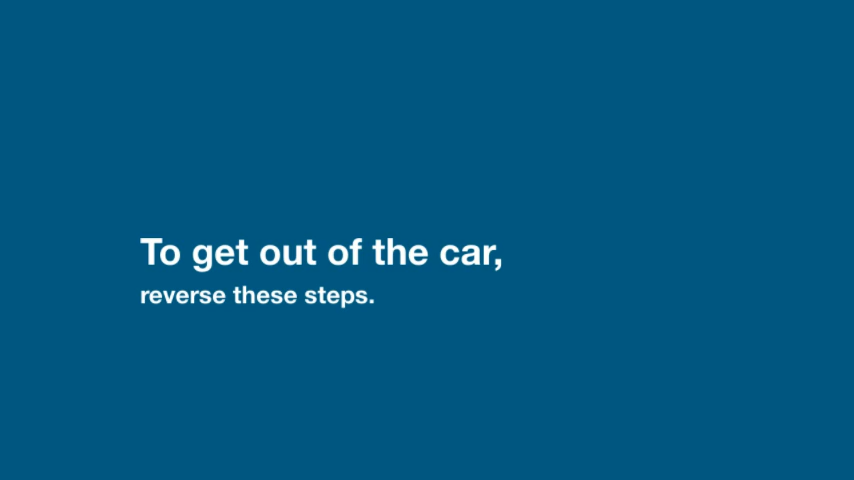 To get out of the car,
reverse these steps.